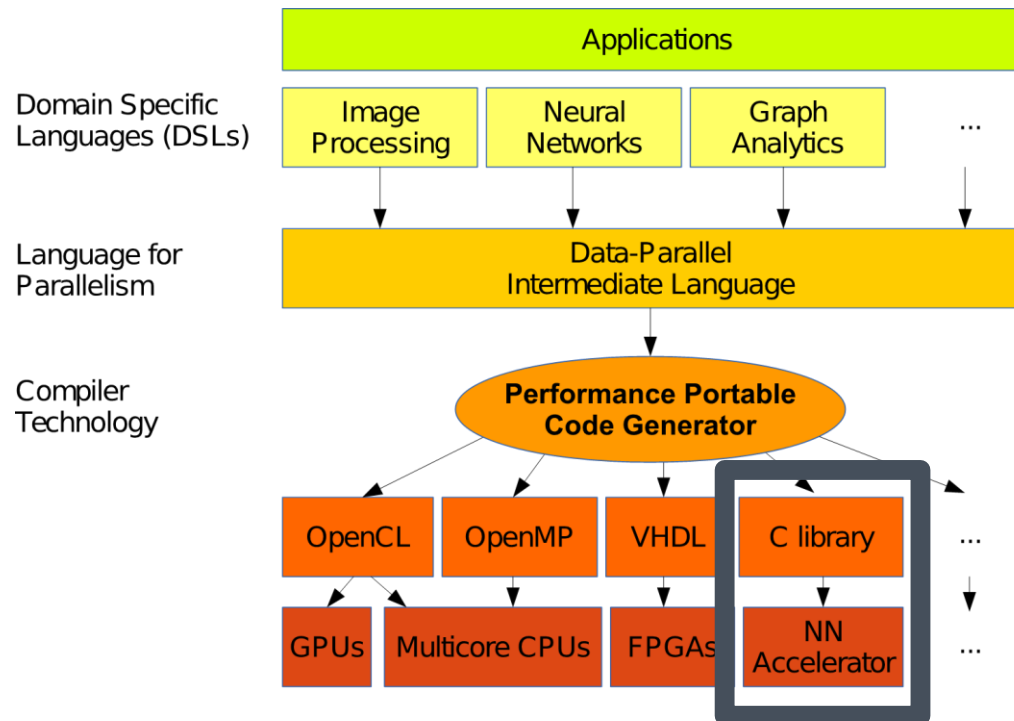 Applications
Domain Specific
Languages (DSLs)
Image
Processing
Neural
Networks
Graph
Analytics
...
Language for
Parallelism
Data-Parallel
Intermediate Language
Compiler
Technology
Performance Portable
Code Generator
OpenCL
OpenMP
VHDL
C library
...
GPUs
Multicore CPUs
FPGAs
NN
Accelerator
...